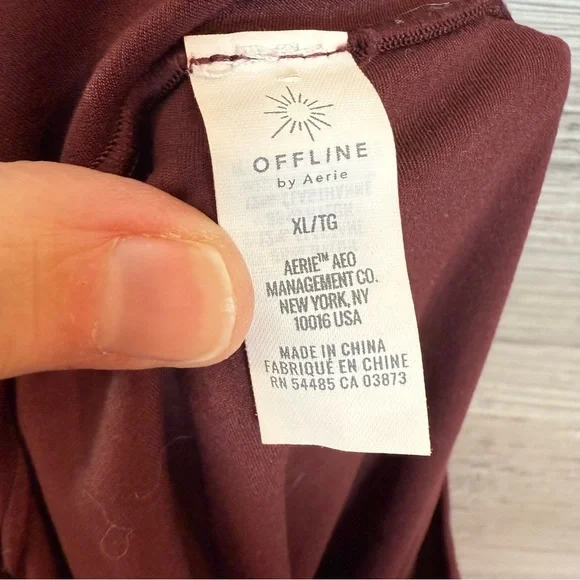 OFFLINE
by Aerie
XL/TG
AERIE™ AEO
MANAGEMENT CO.
NEW YORK, NY
10016 USA
MADE IN CHINA
FABRIQUÉ EN CHINE
RN 54485 CA 03873